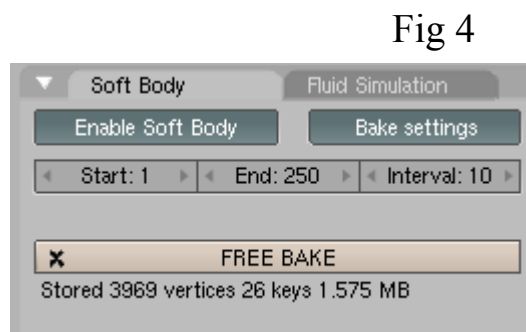 Fig 4
Soft Body Fluid Simulation
Enable Soft Body Bake settings
Start: 1 End: 250 Interval: 10
FREE BAKE
Stored 3969 vertices 26 keys 1.575 MB